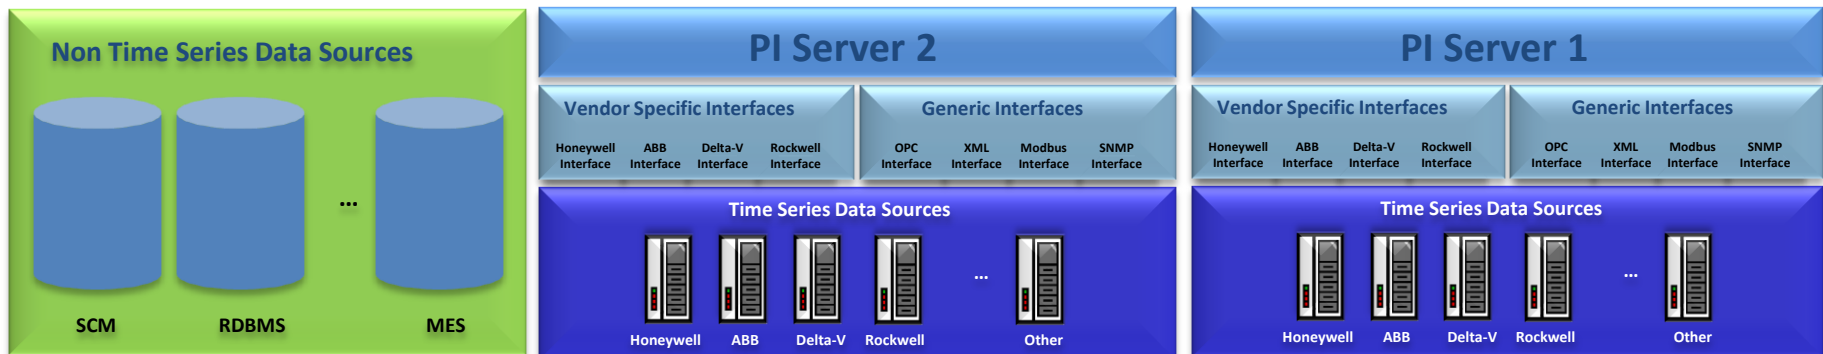 Non Time Series Data Sources
...
SCM RDBMS MES
PI Server 2
Vendor Specific Interfaces
Honeywell Interface
ABB Interface
Delta-V Interface
Rockwell Interface
Generic Interfaces
OPC Interface
XML Interface
Modbus Interface
SNMP Interface
Time Series Data Sources
...
Honeywell ABB Delta-V Rockwell Other
PI Server 1
Vendor Specific Interfaces
Honeywell Interface
ABB Interface
Delta-V Interface
Rockwell Interface
Generic Interfaces
OPC Interface
XML Interface
Modbus Interface
SNMP Interface
Time Series Data Sources
...
Honeywell ABB Delta-V Rockwell Other